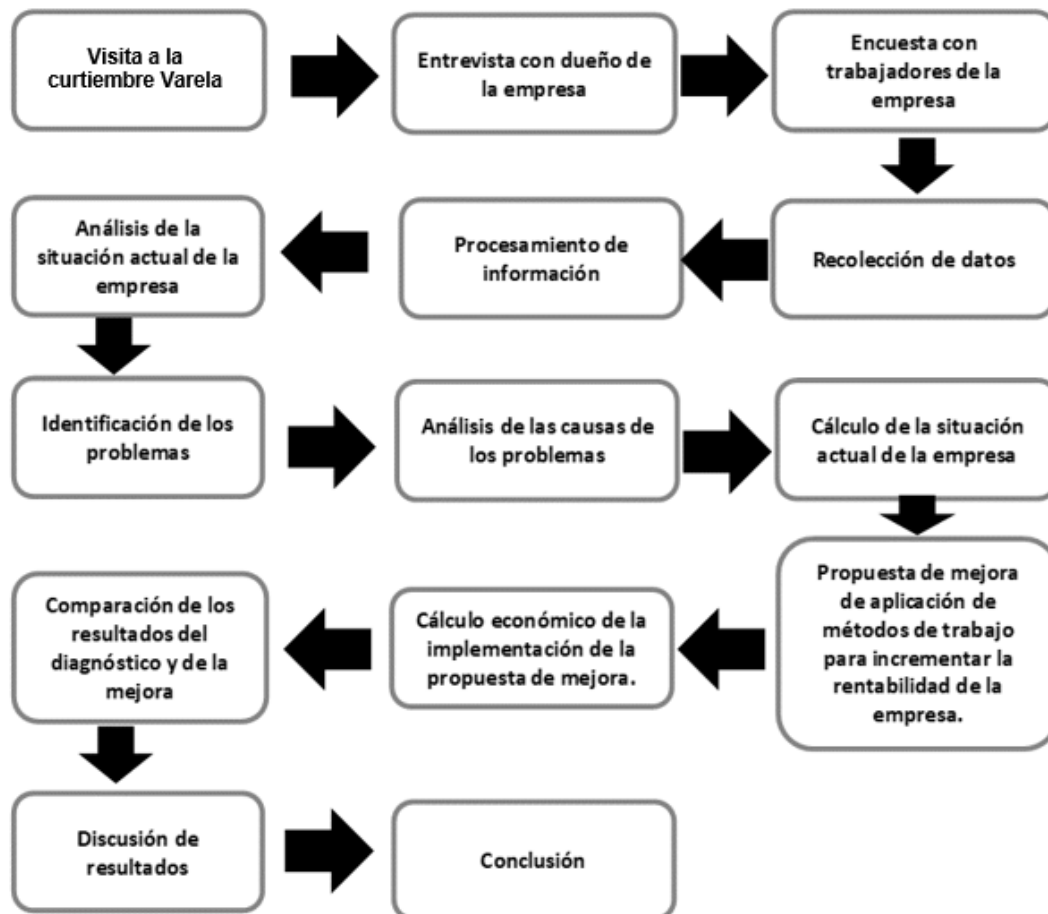 Visita a la
curtiembre Varela
Entrevista con dueño de
la empresa
Encuesta con
trabajadores de la
empresa
Recolección de datos
Procesamiento de
información
Análisis de la
situación actual de la
empresa
Identificación de los
problemas
Análisis de las causas de
los problemas
Cálculo de la situación
actual de la empresa
Propuesta de mejora
de aplicación de
métodos de trabajo
para incrementar la
rentabilidad de la
empresa.
Cálculo económico de la
implementación de la
propuesta de mejora.
Comparación de los
resultados del
diagnóstico y de la
mejora
Discusión de
resultados
Conclusión